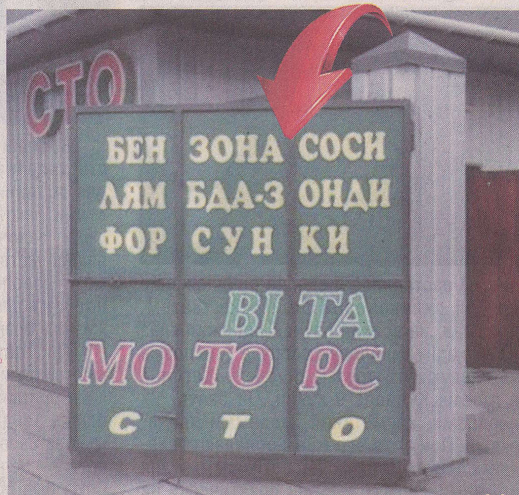 СТО
БЕН ЗОНА СОСИ
ЛЯМ БДА-З ОНДИ
ФОР СУН КИ
ВІ ТА
МО ТО РС
С Т О